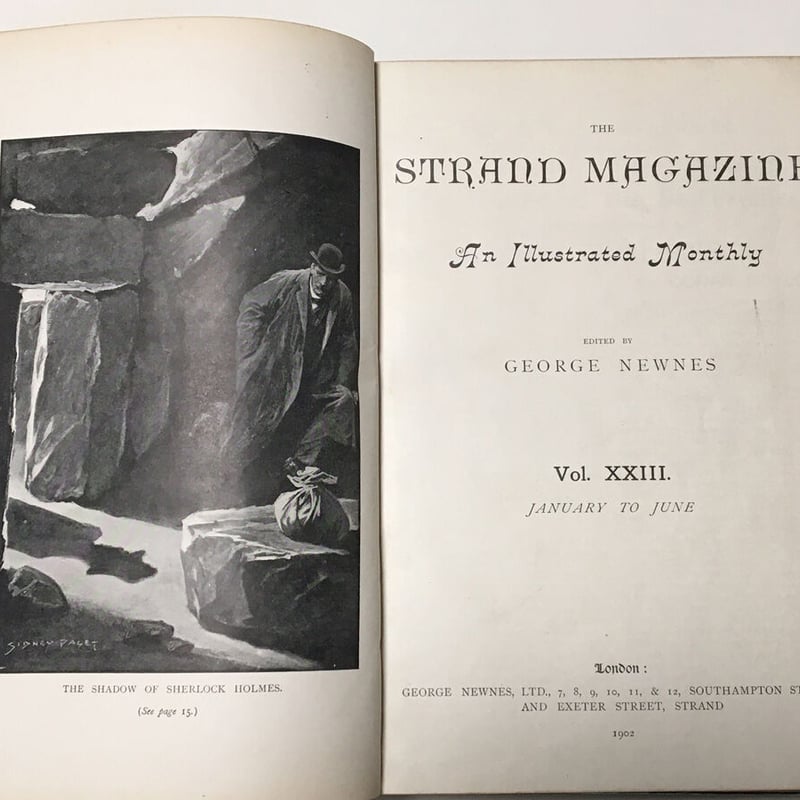 SIDNEY PAGET
THE SHADOW OF SHERLOCK HOLMES.
(See page 15.)
THE
STRAND MAGAZINE
An Illustrated Monthly
EDITED BY
GEORGE NEWNES
Vol. XXIII.
JANUARY TO JUNE
London:
GEORGE NEWNES, LTD., 7, 8, 9, 10, 11, & 12, SOUTHAMPTON ST
AND EXETER STREET, STRAND
1902